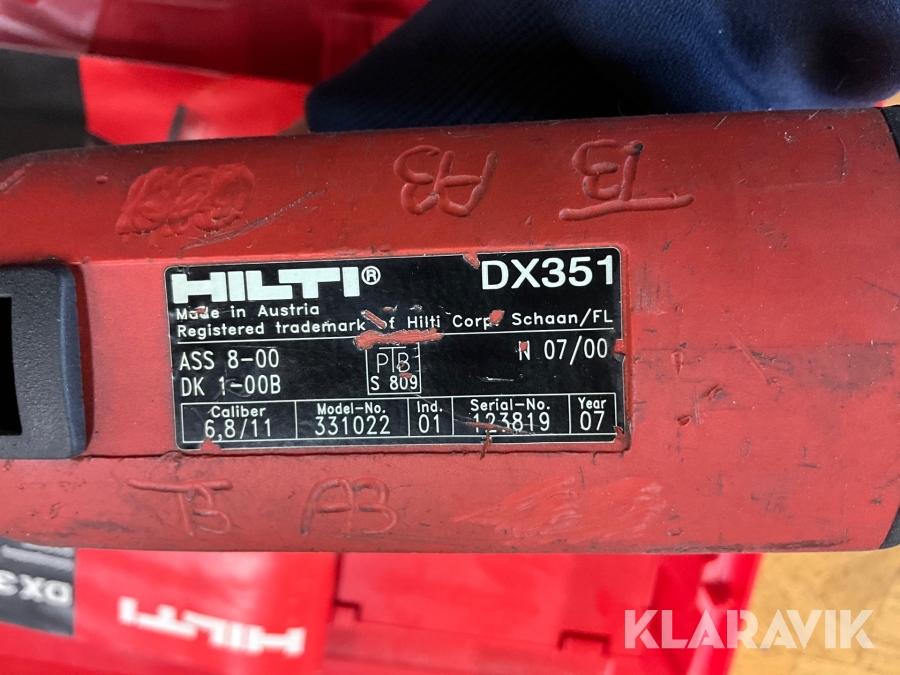 TB
AB
HILTI® DX351
Made in Austria
Registered trademark of Hilti Corp. Schaan/FL
ASS 8-00 PTB N 07/00
DK 1-00B S 809
Caliber Model-No. Ind. Serial-No. Year
6,8/11 331022 01 123819 07
TB AB
DX 3
HILTI
KLARAVIK